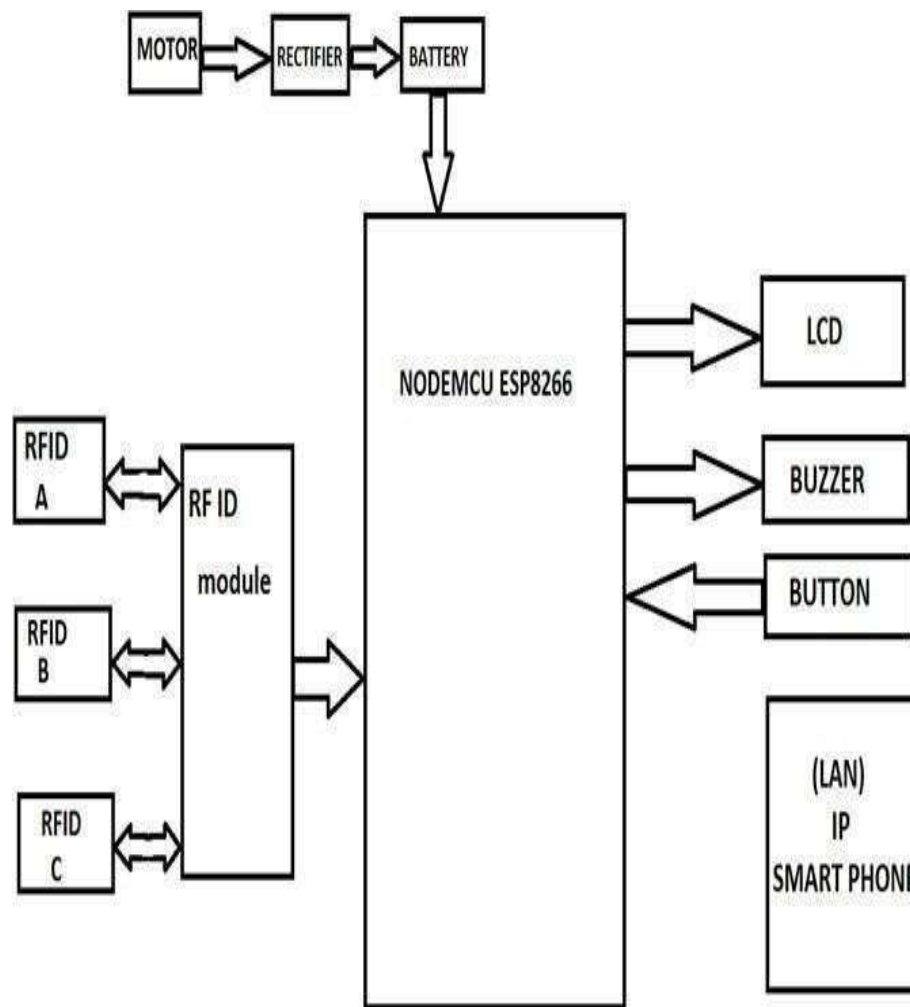 MOTOR
RECTIFIER
BATTERY
NODEMCU ESP8266
LCD
BUZZER
BUTTON
RFID
A
RF ID
module
RFID
B
RFID
C
(LAN)
IP
SMART PHONE